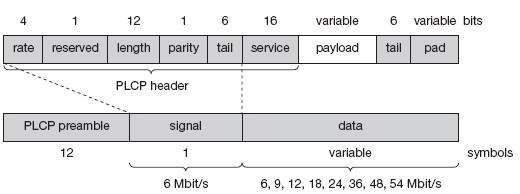 4 1 12 1 6 16 variable 6 variable bits
rate reserved length parity tail service payload tail pad
PLCP header
PLCP preamble signal data
12 1 variable symbols
6 Mbit/s 6, 9, 12, 18, 24, 36, 48, 54 Mbit/s